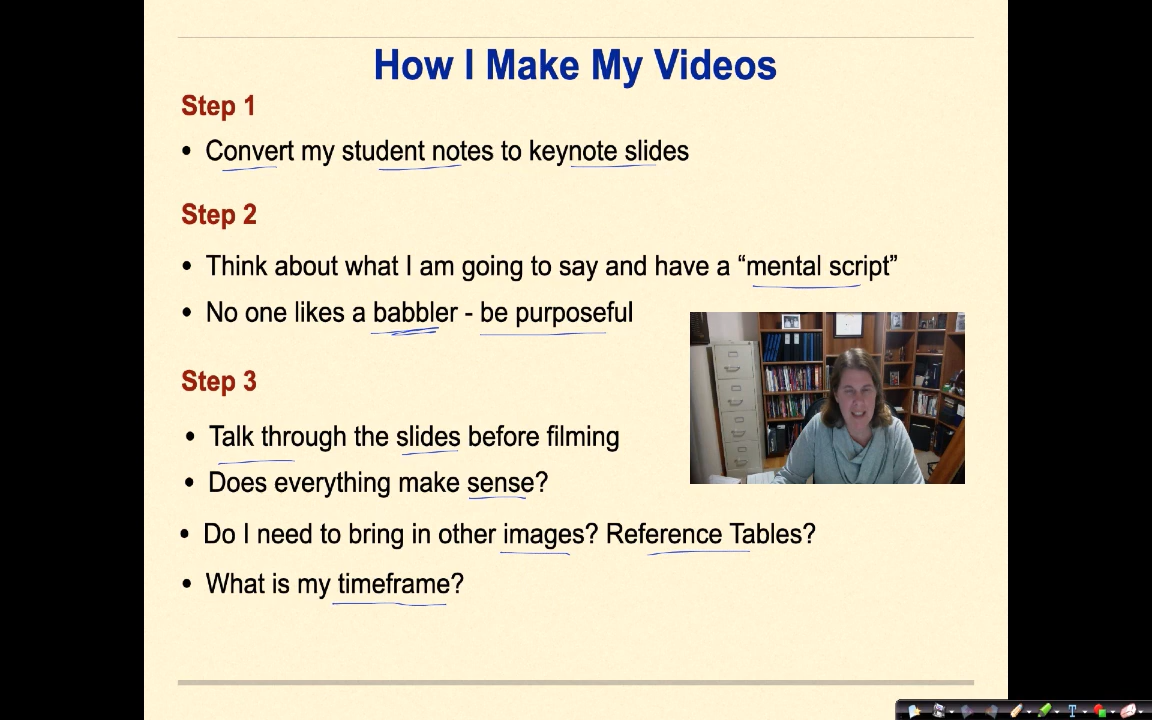 How I Make My Videos
Step 1
• Convert my student notes to keynote slides
Step 2
• Think about what I am going to say and have a “mental script”
• No one likes a babbler - be purposeful
Step 3
• Talk through the slides before filming
• Does everything make sense?
• Do I need to bring in other images? Reference Tables?
• What is my timeframe?